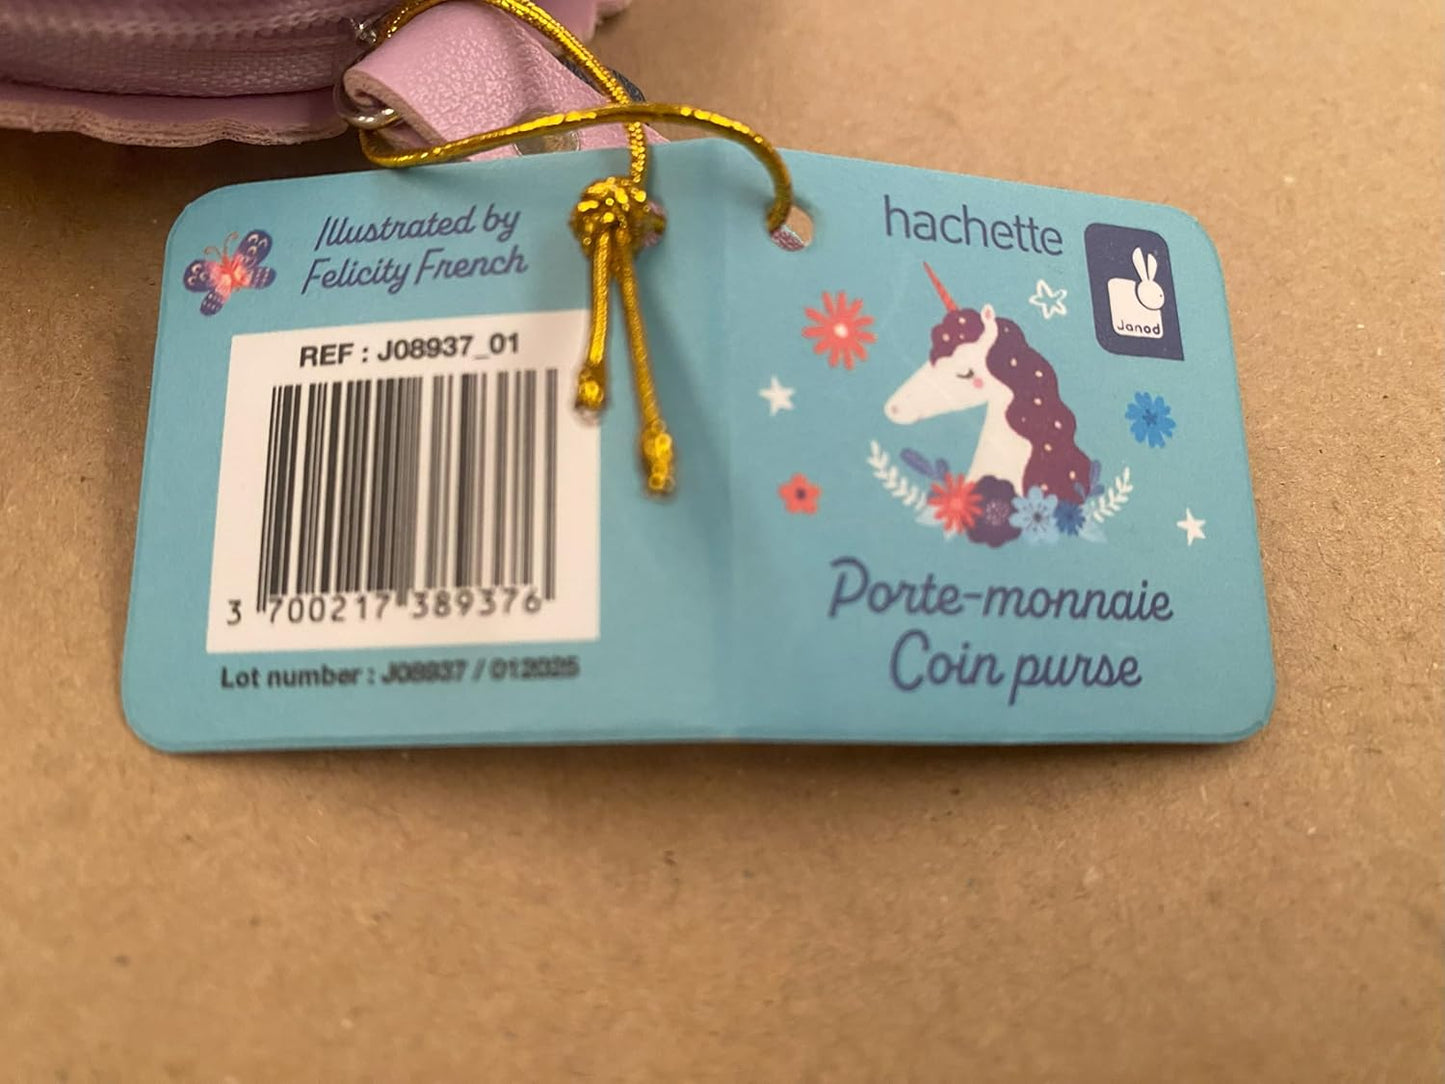 Illustrated by
Felicity French
REF : J08937_01
3 700217 389376
Lot number : J08937 / 012025
hachette
Janod
Porte-monnaie
Coin purse